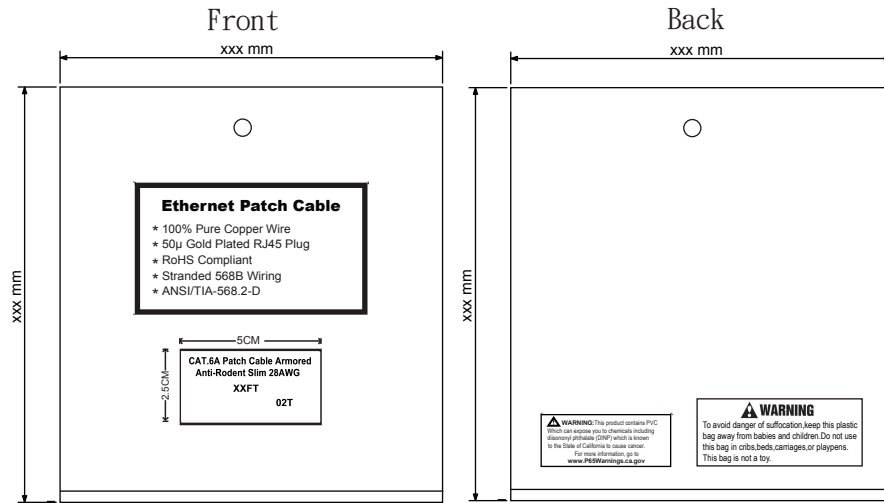 Front
xxx mm
xxx mm
Ethernet Patch Cable
* 100% Pure Copper Wire
* 50μ Gold Plated RJ45 Plug
* RoHS Compliant
* Stranded 568B Wiring
* ANSI/TIA-568.2-D
5CM
2.5CM
CAT.6A Patch Cable Armored
Anti-Rodent Slim 28AWG
XXFT
02T
Back
xxx mm
xxx mm
WARNING:This product contains PVC
Which can expose you to chemicals including
diisononyl phthalate (DINP) which is known
to the State of California to cause cancer.
For more information, go to
www.P65Warnings.ca.gov
WARNING
To avoid danger of suffocation,keep this plastic
bag away from babies and children.Do not use
this bag in cribs,beds,carriages,or playpens.
This bag is not a toy.